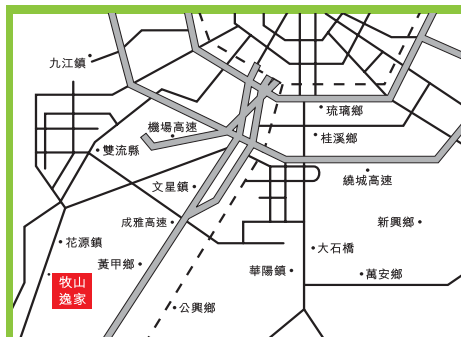 九江鎮
琉璃鄉
機場高速
桂溪鄉
雙流縣
繞城高速
文星鎮
成雅高速
新興鄉
花源鎮
大石橋
黃甲鄉
華陽鎮
萬安鄉
牧山
逸家
公興鄉